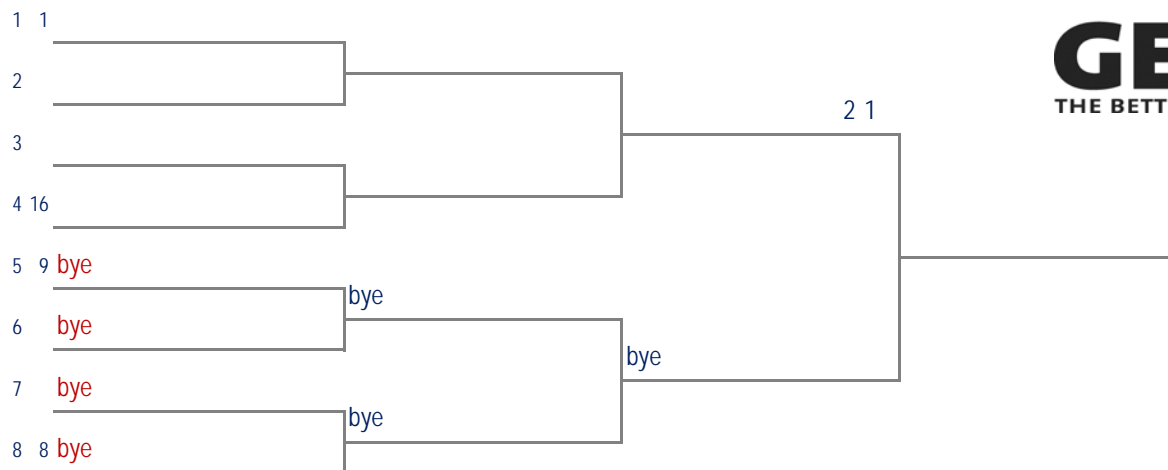 1 1
2
3
4 16
5 9 bye
6 bye
7 bye
8 8 bye
bye
bye
bye
2 1
GE
THE BETT